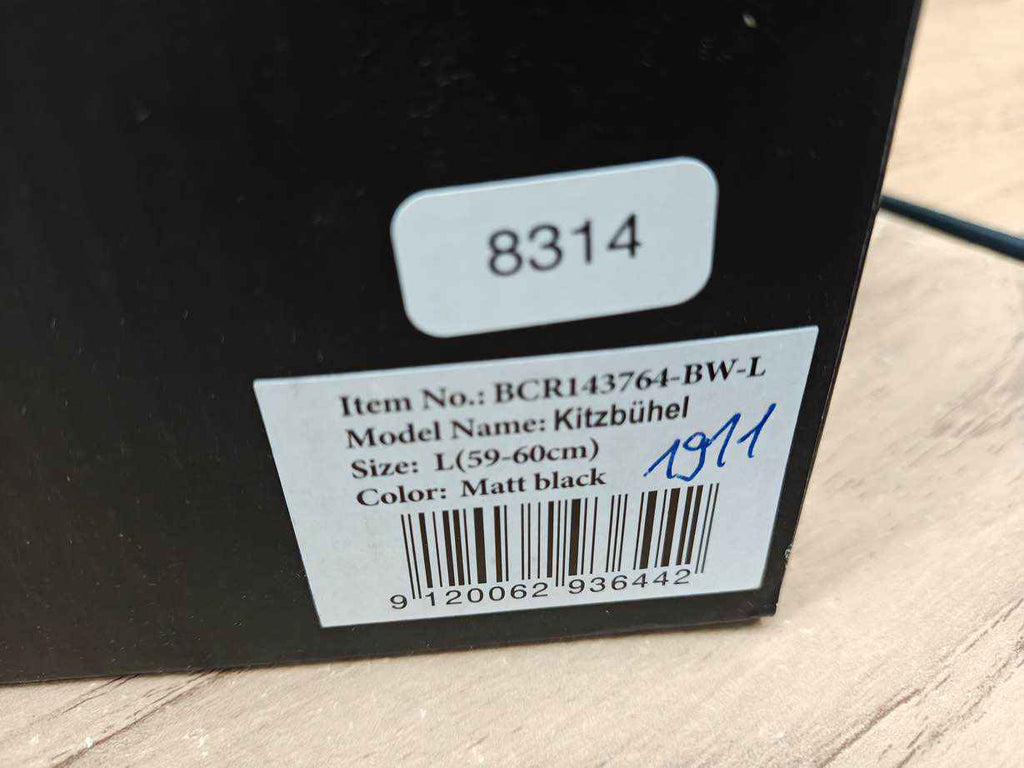 8314
Item No.: BCR143764-BW-L
Model Name: Kitzbühel
Size: L(59-60cm)
1911
Color: Matt black
9 120062 936442